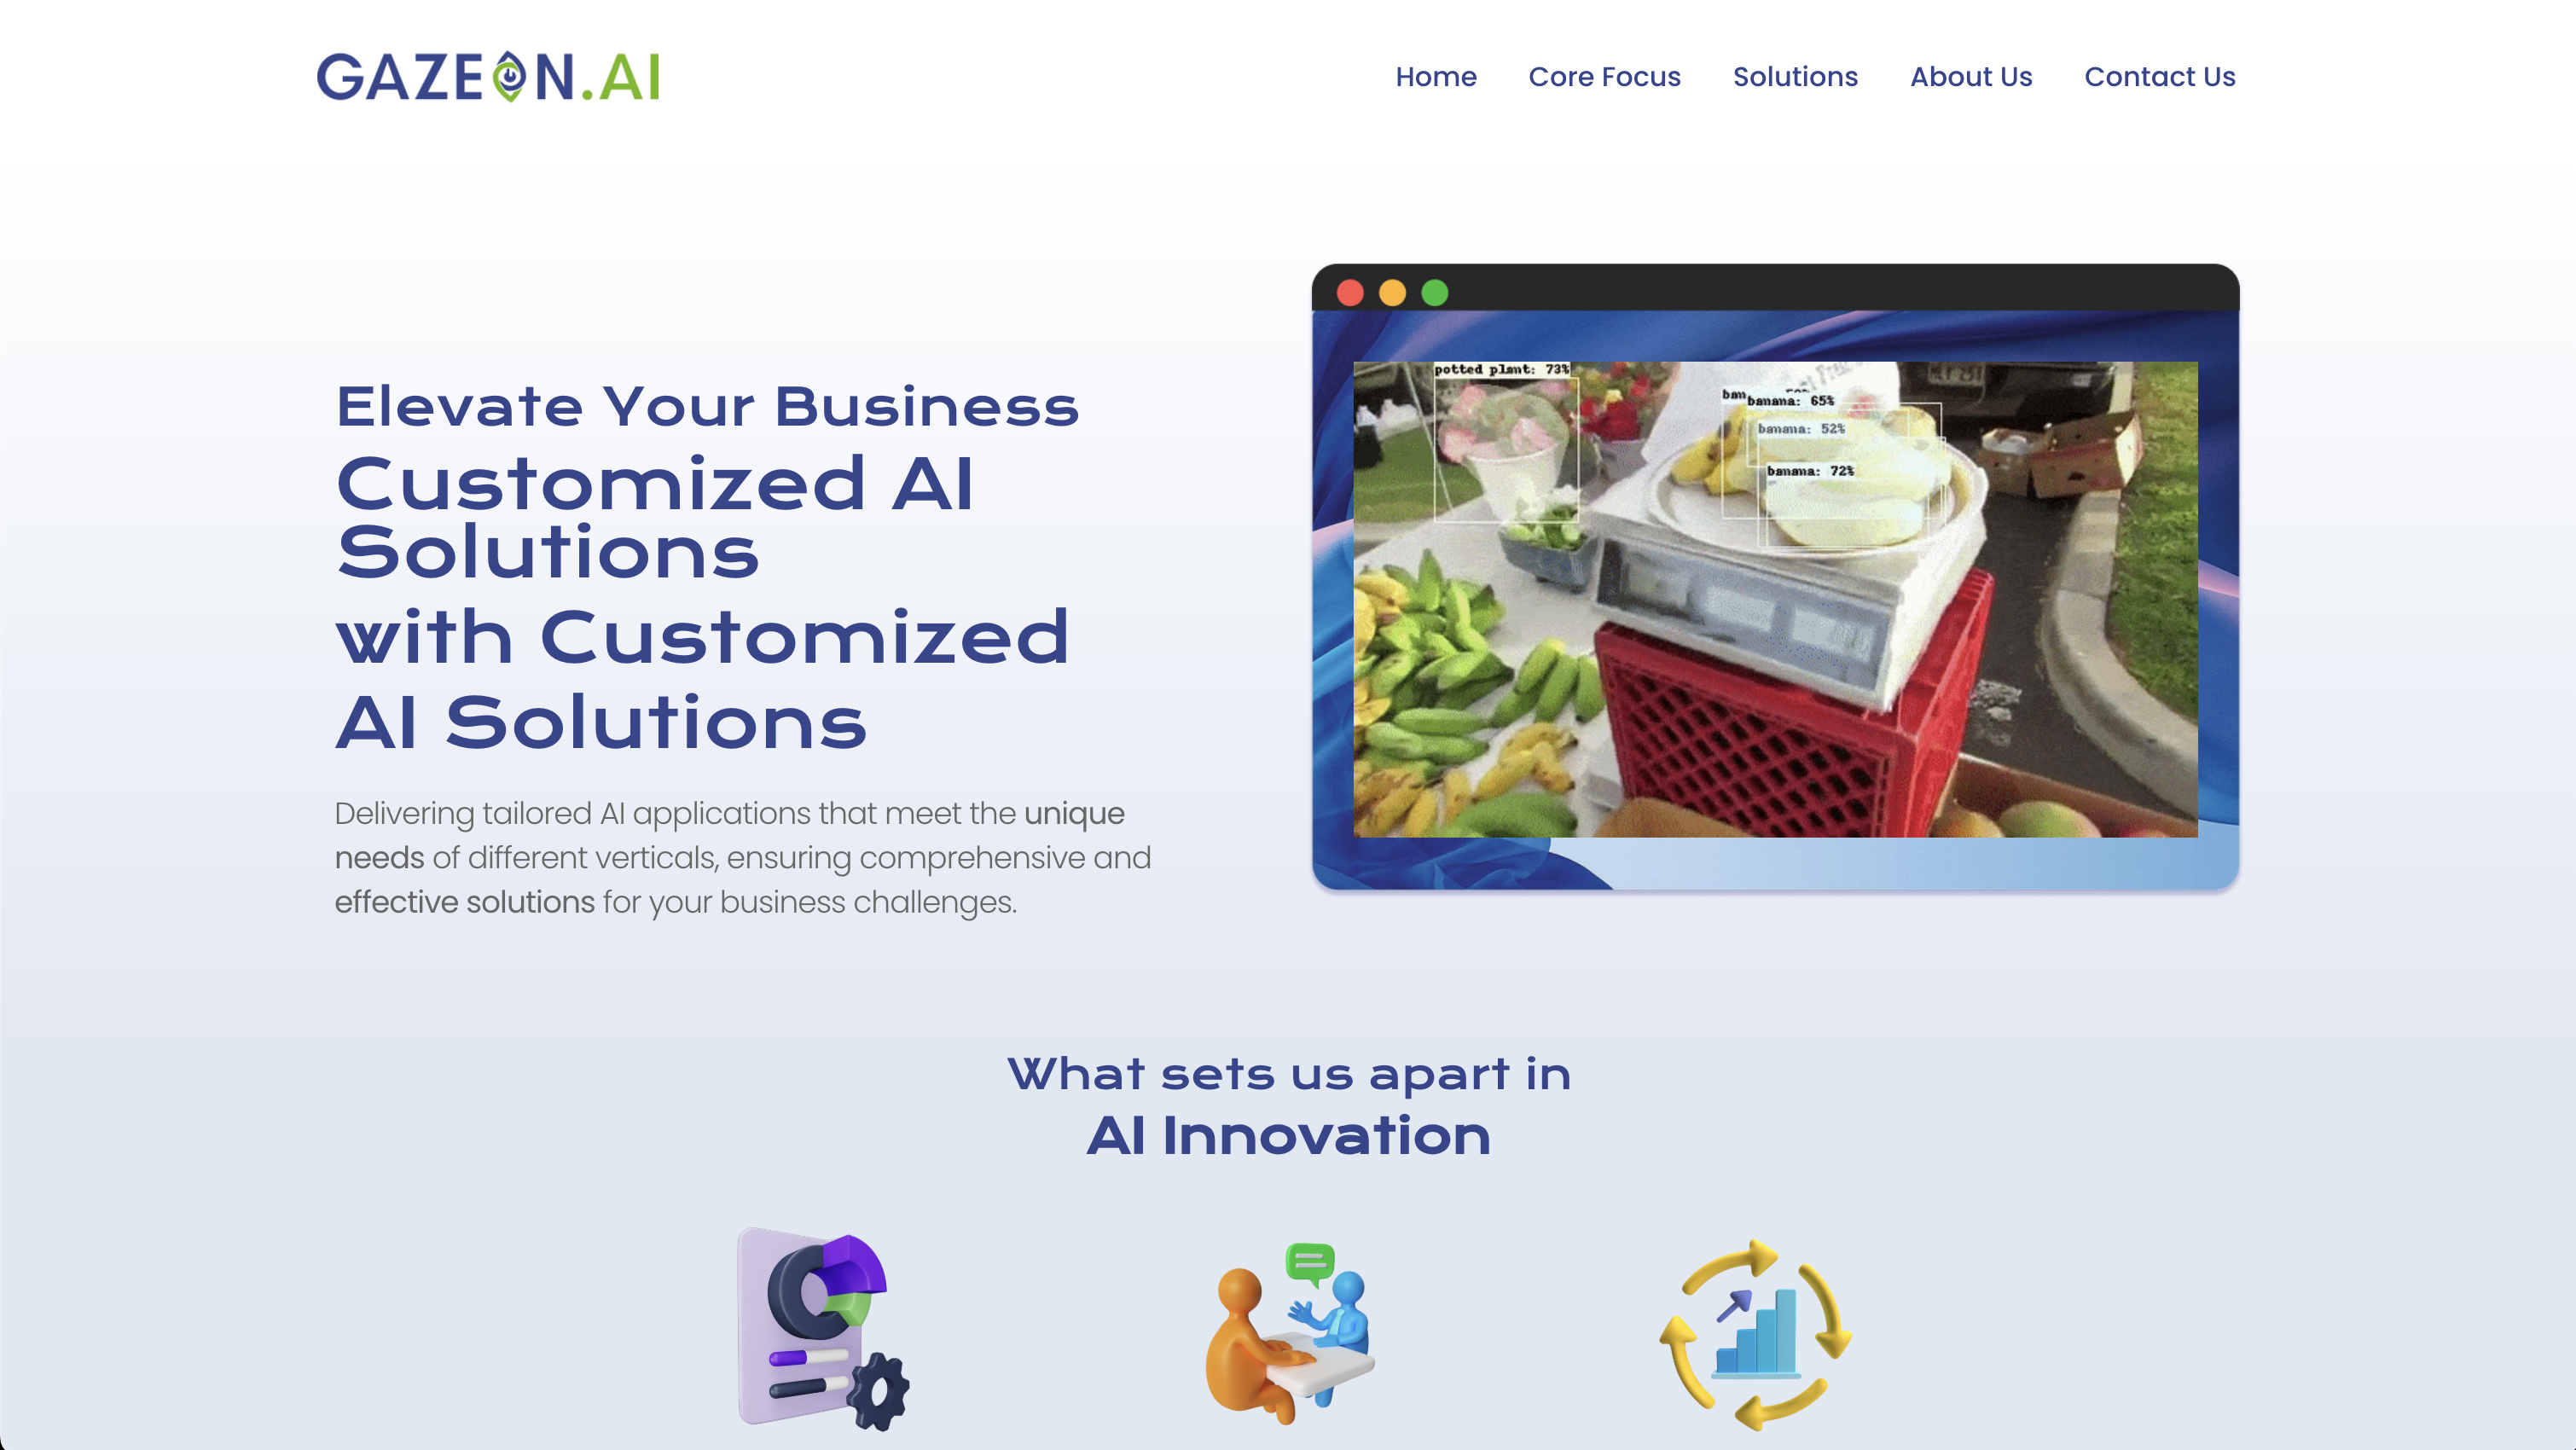 GAZEON.AI
Home Core Focus Solutions About Us Contact Us
Elevate Your Business
Customized AI
Solutions
with Customized
AI Solutions
Delivering tailored AI applications that meet the unique
needs of different verticals, ensuring comprehensive and
effective solutions for your business challenges.
potted plant: 73%
banana: 65%
banana: 52%
banana: 72%
What sets us apart in
AI Innovation